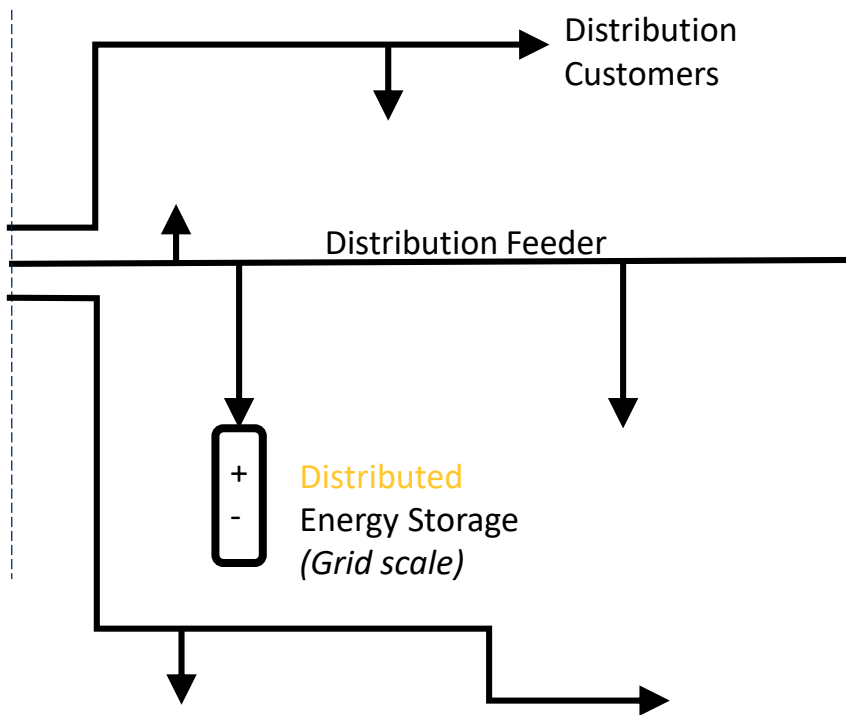 Distribution
Customers
Distribution Feeder
+
-
Distributed
Energy Storage
(Grid scale)